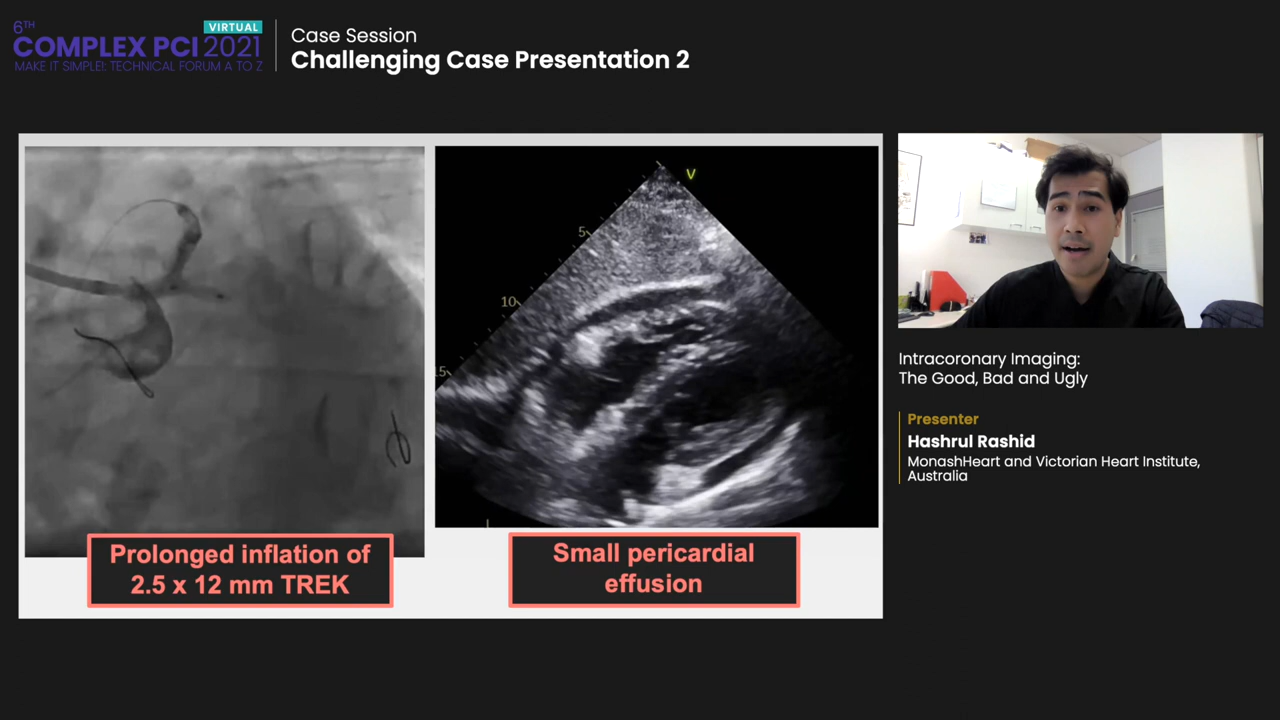 6TH
VIRTUAL
COMPLEX PCI 2021
MAKE IT SIMPLE!: TECHNICAL FORUM A TO Z
Case Session
Challenging Case Presentation 2
V
5
10
15
Prolonged inflation of
2.5 x 12 mm TREK
Small pericardial
effusion
Intracoronary Imaging:
The Good, Bad and Ugly
Presenter
Hashrul Rashid
MonashHeart and Victorian Heart Institute,
Australia